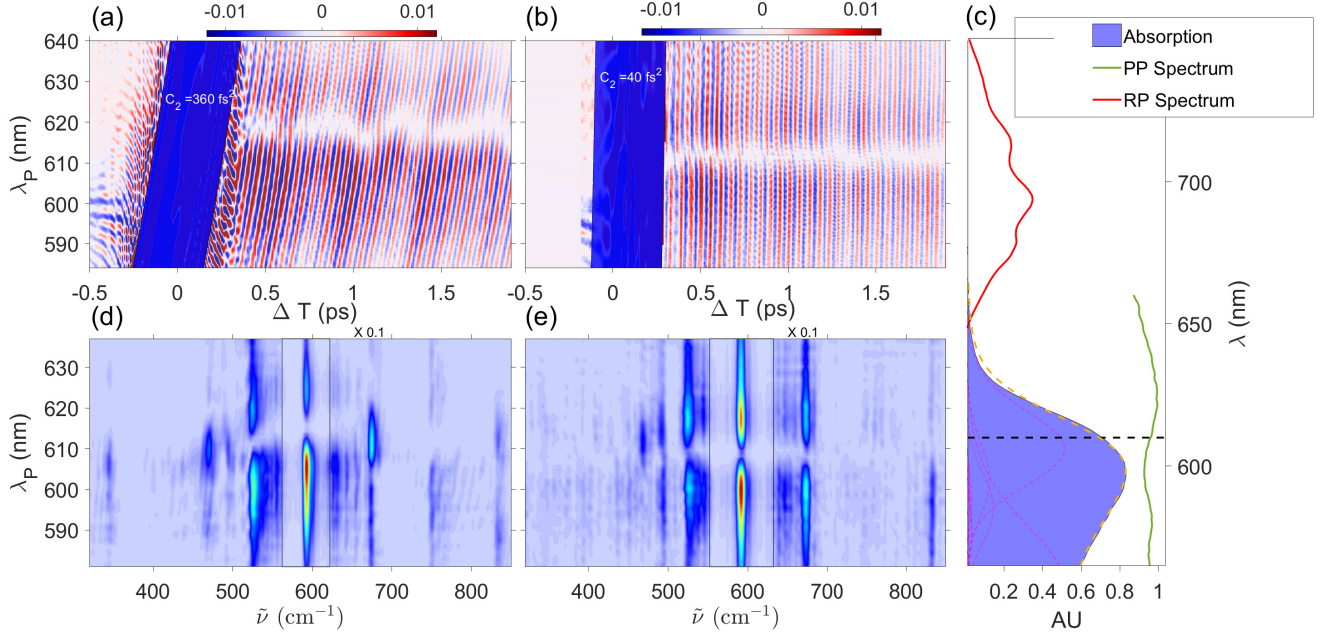 (a)
-0.01 0 0.01
C2 =360 fs2
640
630
620
610
600
590
λP (nm)
-0.5 0 0.5 1 1.5
Δ T (ps)
(b)
-0.01 0 0.01
C2 =40 fs2
-0.5 0 0.5 1 1.5
Δ T (ps)
(c)
Absorption
PP Spectrum
RP Spectrum
700
650
600
λ (nm)
0.2 0.4 0.6 0.8 1
AU
(d)
X 0.1
630
620
610
600
590
λP (nm)
400 500 600 700 800
ν̃ (cm−1)
(e)
X 0.1
400 500 600 700 800
ν̃ (cm−1)